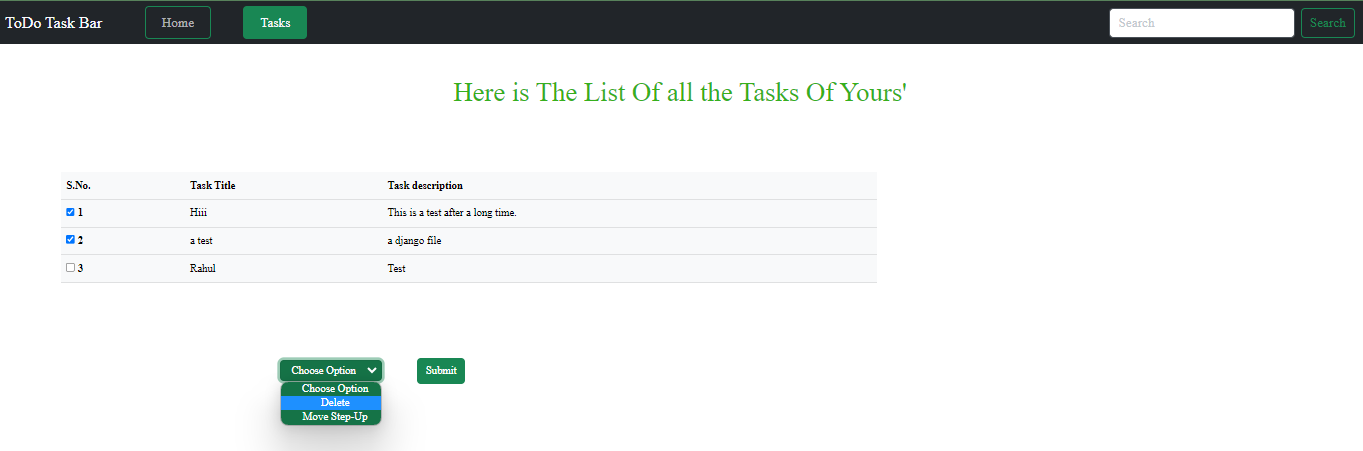 ToDo Task Bar Home Tasks Search Search
Here is The List Of all the Tasks Of Yours'
S.No. Task Title Task description
1 Hiii This is a test after a long time.
2 a test a django file
3 Rahul Test
Choose Option Submit
Choose Option
Delete
Move Step-Up